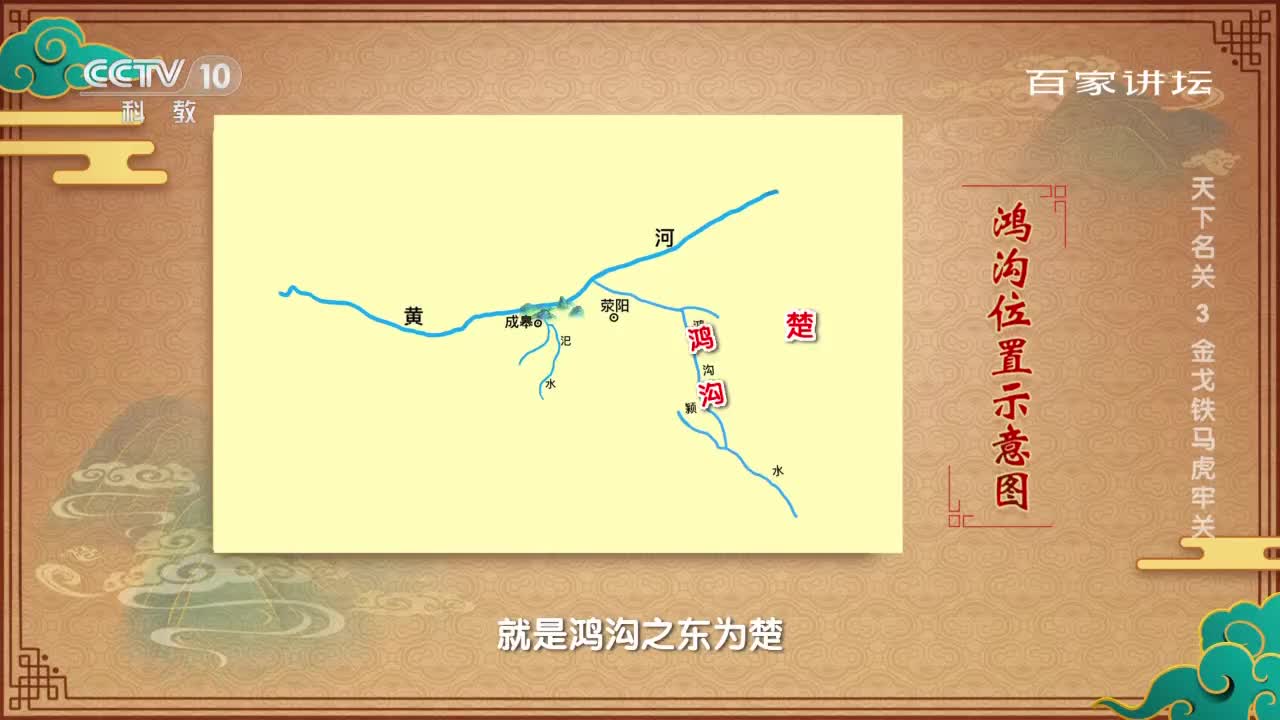 CCTV 10
科 教
百家讲坛
天下名关 3 金戈铁马虎牢关
鸿沟位置示意图
黄
河
成皋
荥阳
汜
水
鸿
沟
鸿
沟
楚
颍
水
就是鸿沟之东为楚